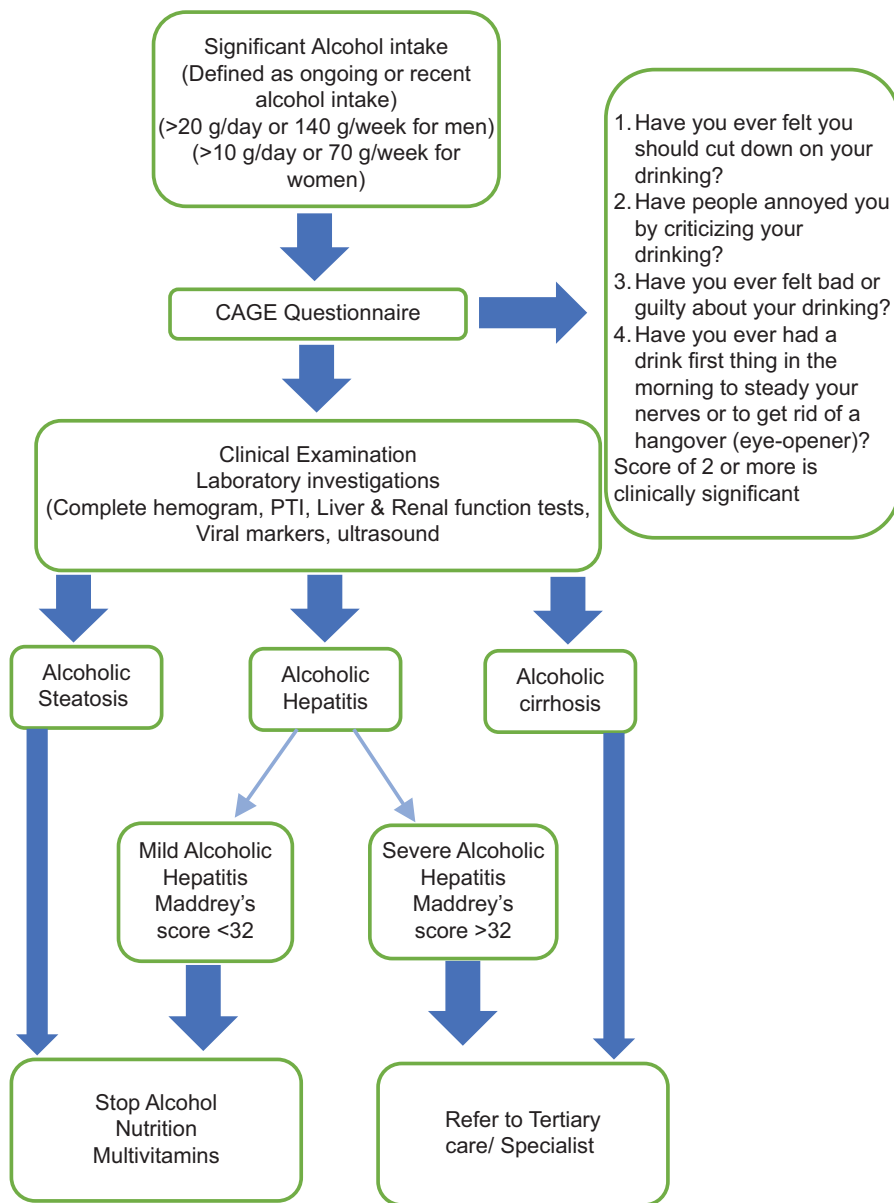 Significant Alcohol intake
(Defined as ongoing or recent
alcohol intake)
(>20 g/day or 140 g/week for men)
(>10 g/day or 70 g/week for
women)
CAGE Questionnaire
1. Have you ever felt you
should cut down on your
drinking?
2. Have people annoyed you
by criticizing your
drinking?
3. Have you ever felt bad or
guilty about your drinking?
4. Have you ever had a
drink first thing in the
morning to steady your
nerves or to get rid of a
hangover (eye-opener)?
Score of 2 or more is
clinically significant
Clinical Examination
Laboratory investigations
(Complete hemogram, PTI, Liver & Renal function tests,
Viral markers, ultrasound
Alcoholic
Steatosis
Alcoholic
Hepatitis
Alcoholic
cirrhosis
Mild Alcoholic
Hepatitis
Maddrey’s
score <32
Severe Alcoholic
Hepatitis
Maddrey’s
score >32
Stop Alcohol
Nutrition
Multivitamins
Refer to Tertiary
care/ Specialist